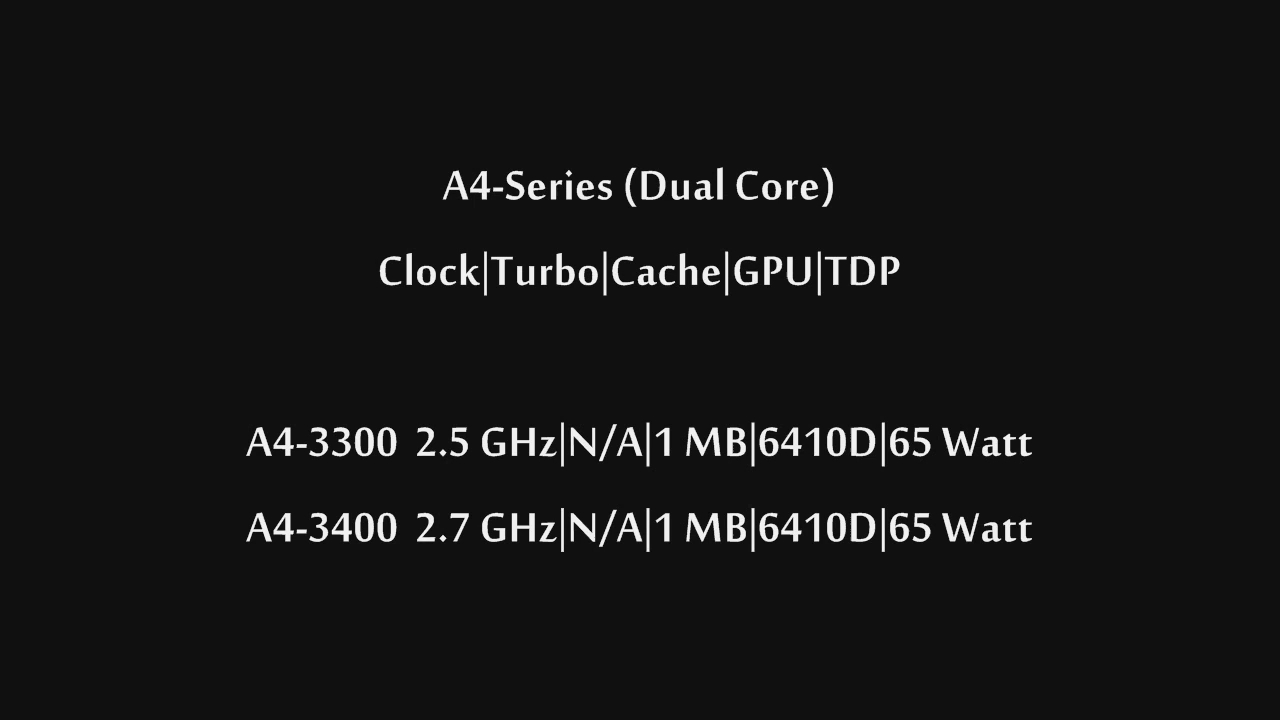 A4-Series (Dual Core)
Clock|Turbo|Cache|GPU|TDP
A4-3300  2.5 GHz|N/A|1 MB|6410D|65 Watt
A4-3400  2.7 GHz|N/A|1 MB|6410D|65 Watt